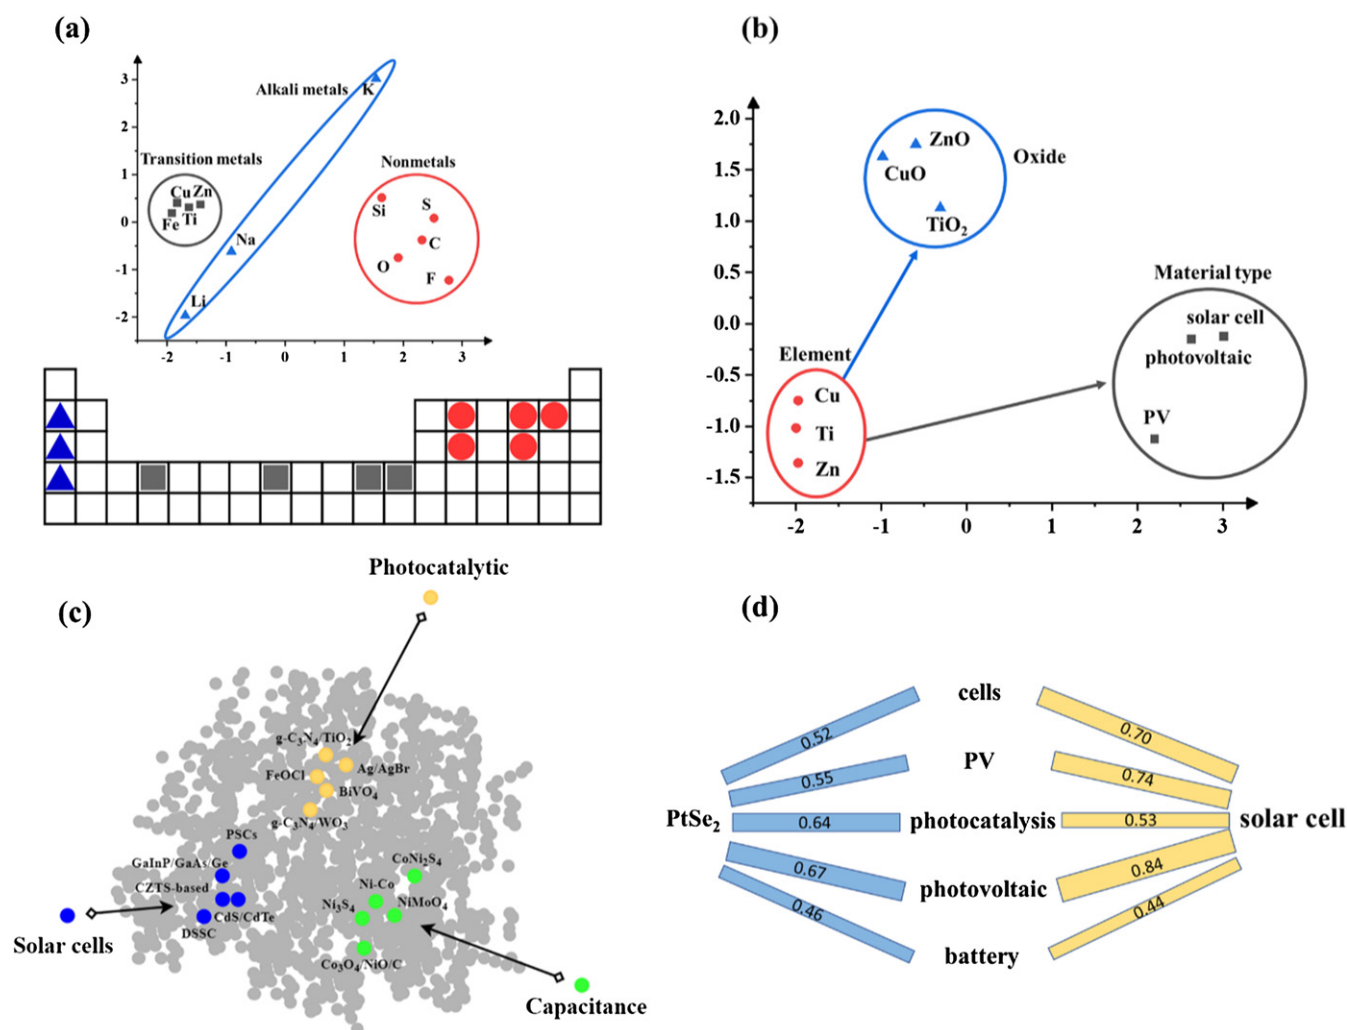 (a)
Alkali metals
K
Transition metals
Cu Zn
Fe Ti
Nonmetals
Si
S
C
O
F
Na
Li
3
2
1
0
-1
-2
-2 -1 0 1 2 3
(b)
2.0
1.5
1.0
0.5
0.0
-0.5
-1.0
-1.5
-2 -1 0 1 2 3
ZnO
CuO
TiO₂
Oxide
Element
Cu
Ti
Zn
Material type
solar cell
photovoltaic
PV
(c)
Photocatalytic
g-C₃N₄/TiO₂
FeOCl
Ag/AgBr
BiVO₄
g-C₃N₄/WO₃
PSCs
GaInP/GaAs/Ge
CZTS-based
CdS/CdTe
DSSC
Solar cells
CoNi₂S₄
Ni-Co
Ni₃S₄
NiMoO₄
Co₃O₄/NiO/C
Capacitance
(d)
cells
0.52
0.70
PV
0.55
0.74
PtSe₂
0.64
photocatalysis
0.53
solar cell
0.67
photovoltaic
0.84
0.46
battery
0.44